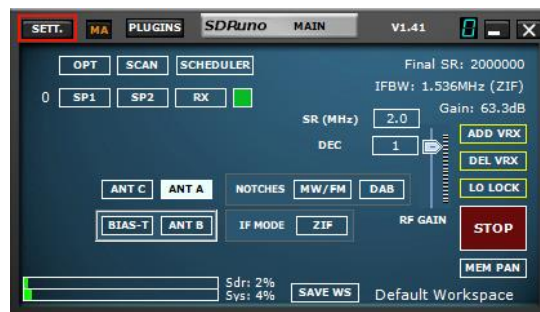 SETT. MA PLUGINS SDRuno MAIN V1.41 0
OPT SCAN SCHEDULER Final SR: 2000000
IFBW: 1.536MHz (ZIF)
0 SP1 SP2 RX Gain: 63.3dB
SR (MHz) 2.0
ADD VRX
DEC 1
DEL VRX
ANT C ANT A NOTCHES MW/FM DAB LO LOCK
BIAS-T ANT B IF MODE ZIF RF GAIN STOP
MEM PAN
Sdr: 2%
Sys: 4% SAVE WS Default Workspace